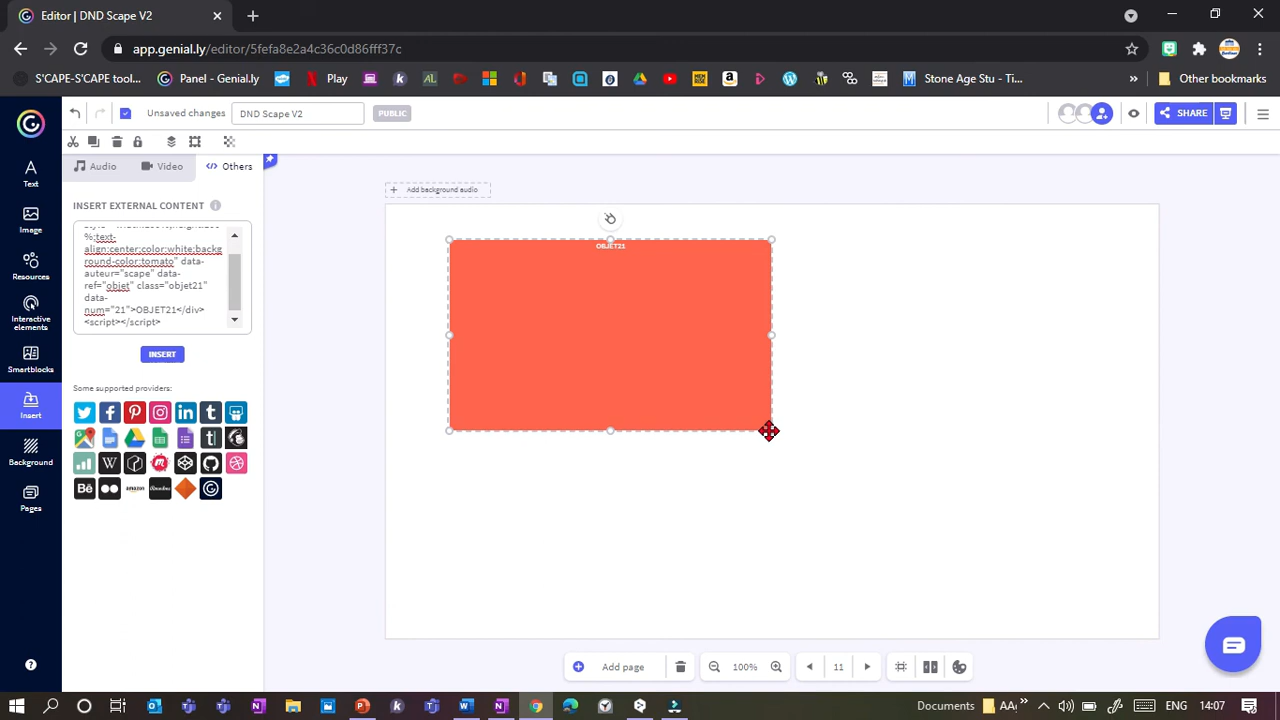 Editor | DND Scape V2
app.genial.ly/editor/5fefa8e2a4c36c0d86fff37c
S'CAPE-S'CAPE tool...
Panel - Genial.ly
Play
k
AL
Stone Age Stu - Ti...
Other bookmarks
Unsaved changes
DND Scape V2
PUBLIC
SHARE
Audio
Video
Others
Add background audio
Text
Image
Resources
Interactive
elements
Smartblocks
Insert
Background
Pages
INSERT EXTERNAL CONTENT
%;text-
align:center;color:white;backg
round-color:tomato" data-
auteur="scape" data-
ref="objet" class="objet21"
data-
num="21">OBJET21</div>
<script></script>
INSERT
Some supported providers:
OBJET21
Add page
100%
11
Documents
ENG
14:07